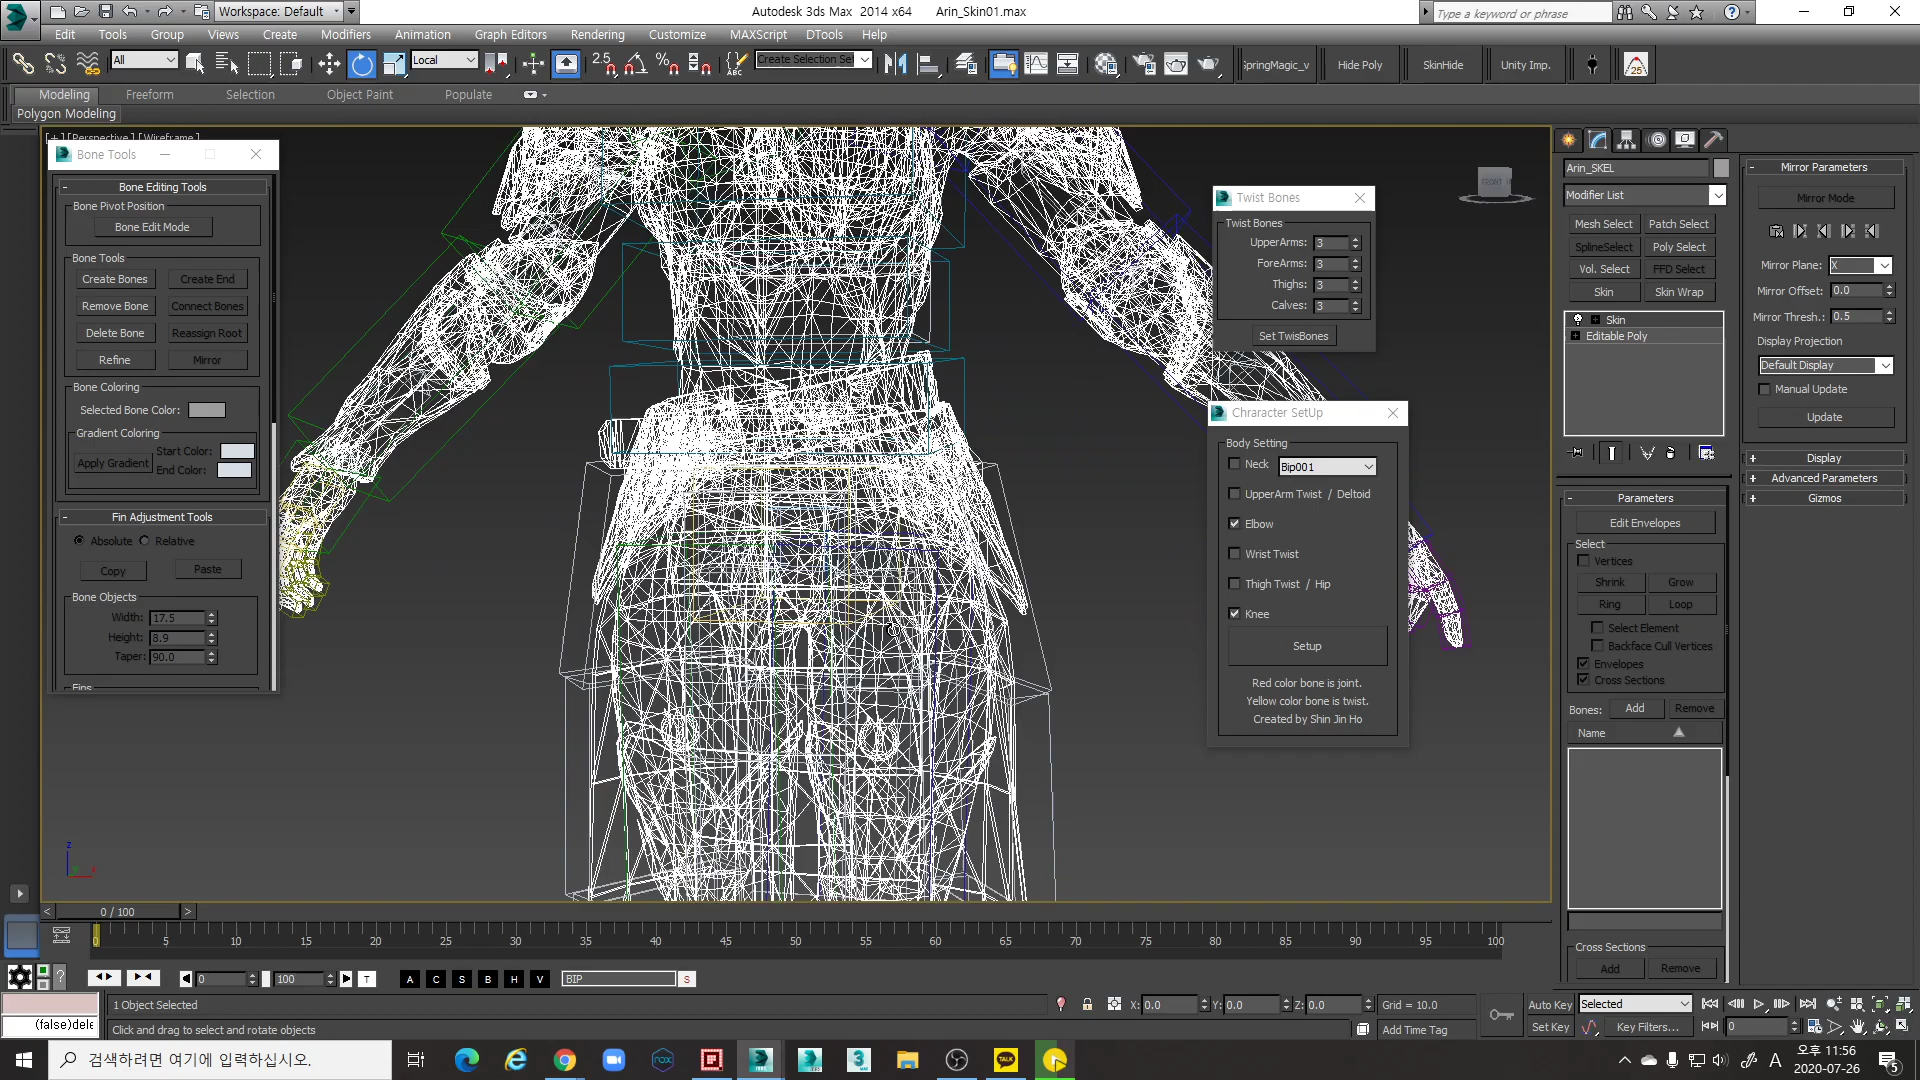 Workspace: Default
Autodesk 3ds Max 2014 x64 Arin_Skin01.max
Type a keyword or phrase
Edit Tools Group Views Create Modifiers Animation Graph Editors Rendering Customize MAXScript DTools Help
All
Local
2.5
Create Selection Set
SpringMagic_v
Hide Poly
SkinHide
Unity Imp.
25
Modeling Freeform Selection Object Paint Populate
Polygon Modeling
[+][Perspective][Wireframe]
Bone Tools
Bone Editing Tools
Bone Pivot Position
Bone Edit Mode
Bone Tools
Create Bones Create End
Remove Bone Connect Bones
Delete Bone Reassign Root
Refine Mirror
Bone Coloring
Selected Bone Color:
Gradient Coloring
Apply Gradient
Start Color:
End Color:
Fin Adjustment Tools
Absolute Relative
Copy Paste
Bone Objects
Width: 17.5
Height: 8.9
Taper: 90.0
Fins
Twist Bones
Twist Bones
UpperArms: 3
ForeArms: 3
Thighs: 3
Calves: 3
Set TwisBones
Chraracter SetUp
Body Setting
Neck Bip001
UpperArm Twist / Deltoid
Elbow
Wrist Twist
Thigh Twist / Hip
Knee
Setup
Red color bone is joint.
Yellow color bone is twist.
Created by Shin Jin Ho
FRONT
Arin_SKEL
Modifier List
Mesh Select Patch Select
SplineSelect Poly Select
Vol. Select FFD Select
Skin Skin Wrap
Skin
Editable Poly
Parameters
Edit Envelopes
Select
Vertices
Shrink Grow
Ring Loop
Select Element
Backface Cull Vertices
Envelopes
Cross Sections
Bones: Add Remove
Name
Cross Sections
Add Remove
Mirror Parameters
Mirror Mode
Mirror Plane: X
Mirror Offset: 0.0
Mirror Thresh.: 0.5
Display Projection
Default Display
Manual Update
Update
Display
Advanced Parameters
Gizmos
z
x
0 / 100
0 5 10 15 20 25 30 35 40 45 50 55 60 65 70 75 80 85 90 95 100
0 100 T A C S B H V BIP S
1 Object Selected
X: 0.0 Y: 0.0 Z: 0.0 Grid = 10.0
Auto Key Selected
(false)dele
Click and drag to select and rotate objects
Add Time Tag
Set Key Key Filters... 0
검색하려면 여기에 입력하십시오.
TALK
A
오후 11:56
2020-07-26
5